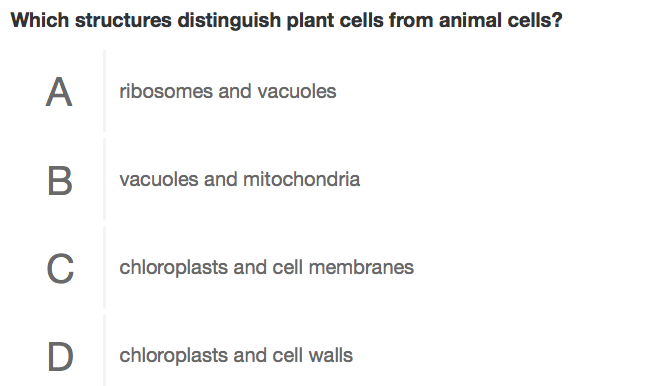 Which structures distinguish plant cells from animal cells?
A ribosomes and vacuoles
B vacuoles and mitochondria
C chloroplasts and cell membranes
D chloroplasts and cell walls